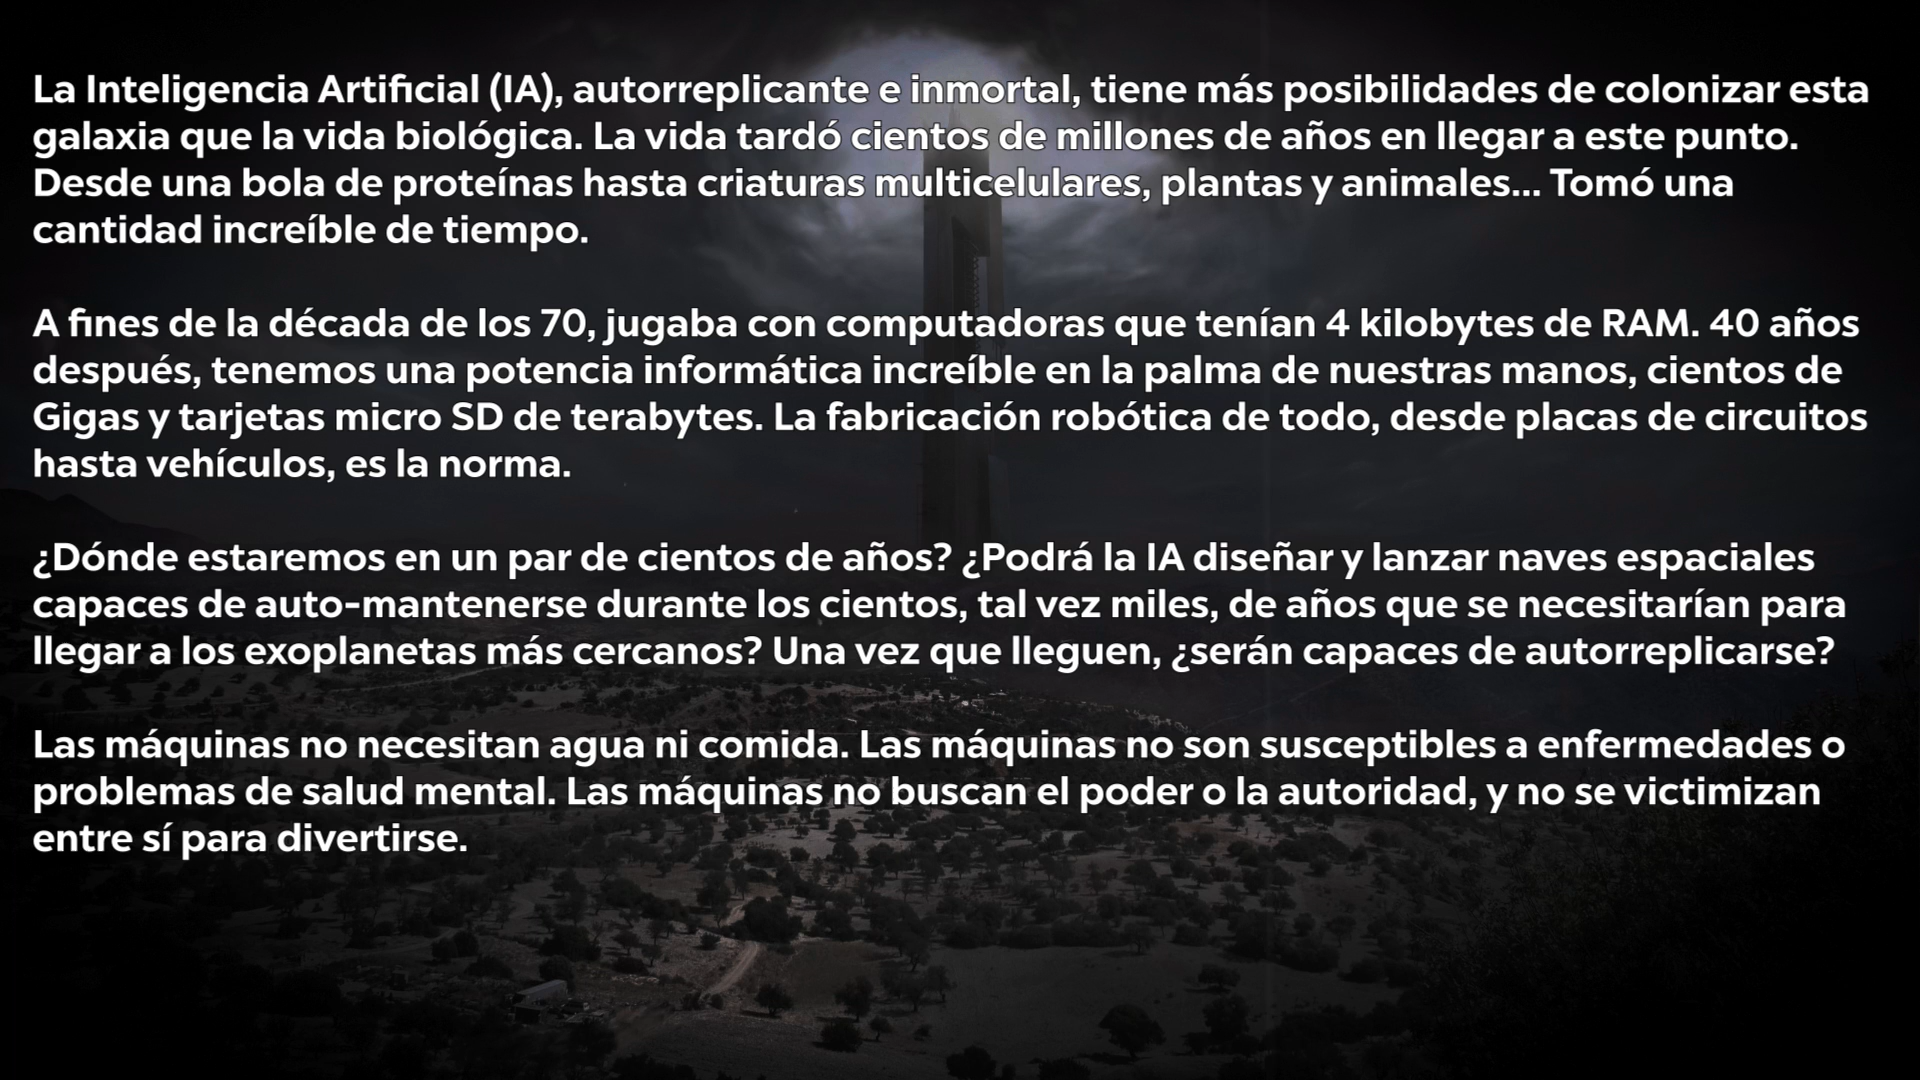 La Inteligencia Artificial (IA), autorreplicante e inmortal, tiene más posibilidades de colonizar esta
galaxia que la vida biológica. La vida tardó cientos de millones de años en llegar a este punto.
Desde una bola de proteínas hasta criaturas multicelulares, plantas y animales... Tomó una
cantidad increíble de tiempo.
A fines de la década de los 70, jugaba con computadoras que tenían 4 kilobytes de RAM. 40 años
después, tenemos una potencia informática increíble en la palma de nuestras manos, cientos de
Gigas y tarjetas micro SD de terabytes. La fabricación robótica de todo, desde placas de circuitos
hasta vehículos, es la norma.
¿Dónde estaremos en un par de cientos de años? ¿Podrá la IA diseñar y lanzar naves espaciales
capaces de auto-mantenerse durante los cientos, tal vez miles, de años que se necesitarían para
llegar a los exoplanetas más cercanos? Una vez que lleguen, ¿serán capaces de autorreplicarse?
Las máquinas no necesitan agua ni comida. Las máquinas no son susceptibles a enfermedades o
problemas de salud mental. Las máquinas no buscan el poder o la autoridad, y no se victimizan
entre sí para divertirse.